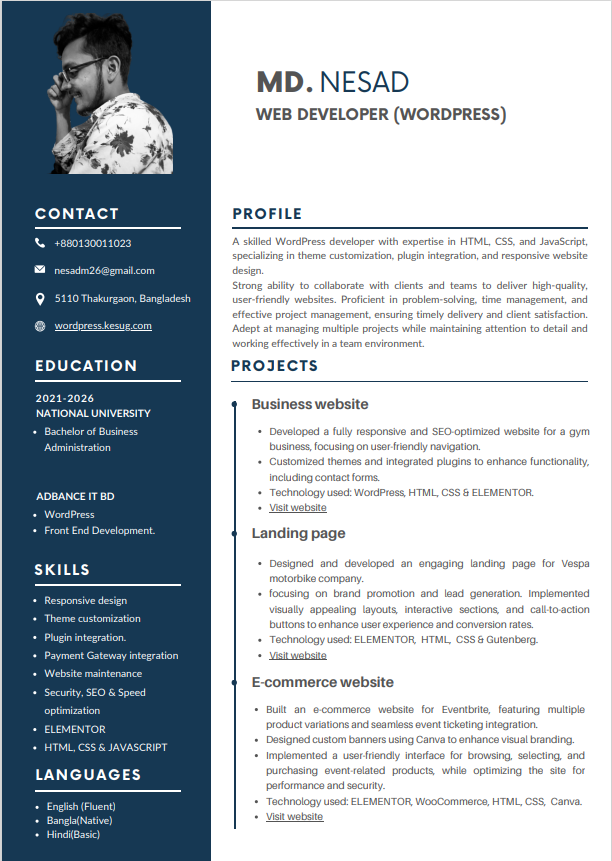 MD. NESAD
WEB DEVELOPER (WORDPRESS)
CONTACT
+880130011023
nesadm26@gmail.com
5110 Thakurgaon, Bangladesh
wordpress.kesug.com
EDUCATION
2021-2026
NATIONAL UNIVERSITY
• Bachelor of Business
Administration
ADBANCE IT BD
• WordPress
• Front End Development.
SKILLS
• Responsive design
• Theme customization
• Plugin integration.
• Payment Gateway integration
• Website maintenance
• Security, SEO & Speed
optimization
• ELEMENTOR
• HTML, CSS & JAVASCRIPT
LANGUAGES
• English (Fluent)
• Bangla(Native)
• Hindi(Basic)
PROFILE
A skilled WordPress developer with expertise in HTML, CSS, and JavaScript,
specializing in theme customization, plugin integration, and responsive website
design.
Strong ability to collaborate with clients and teams to deliver high-quality,
user-friendly websites. Proficient in problem-solving, time management, and
effective project management, ensuring timely delivery and client satisfaction.
Adept at managing multiple projects while maintaining attention to detail and
working effectively in a team environment.
PROJECTS
Business website
• Developed a fully responsive and SEO-optimized website for a gym
business, focusing on user-friendly navigation.
• Customized themes and integrated plugins to enhance functionality,
including contact forms.
• Technology used: WordPress, HTML, CSS & ELEMENTOR.
• Visit website
Landing page
• Designed and developed an engaging landing page for Vespa
motorbike company.
• focusing on brand promotion and lead generation. Implemented
visually appealing layouts, interactive sections, and call-to-action
buttons to enhance user experience and conversion rates.
• Technology used: ELEMENTOR, HTML, CSS & Gutenberg.
• Visit website
E-commerce website
• Built an e-commerce website for Eventbrite, featuring multiple
product variations and seamless event ticketing integration.
• Designed custom banners using Canva to enhance visual branding.
• Implemented a user-friendly interface for browsing, selecting, and
purchasing event-related products, while optimizing the site for
performance and security.
• Technology used: ELEMENTOR, WooCommerce, HTML, CSS, Canva.
• Visit website